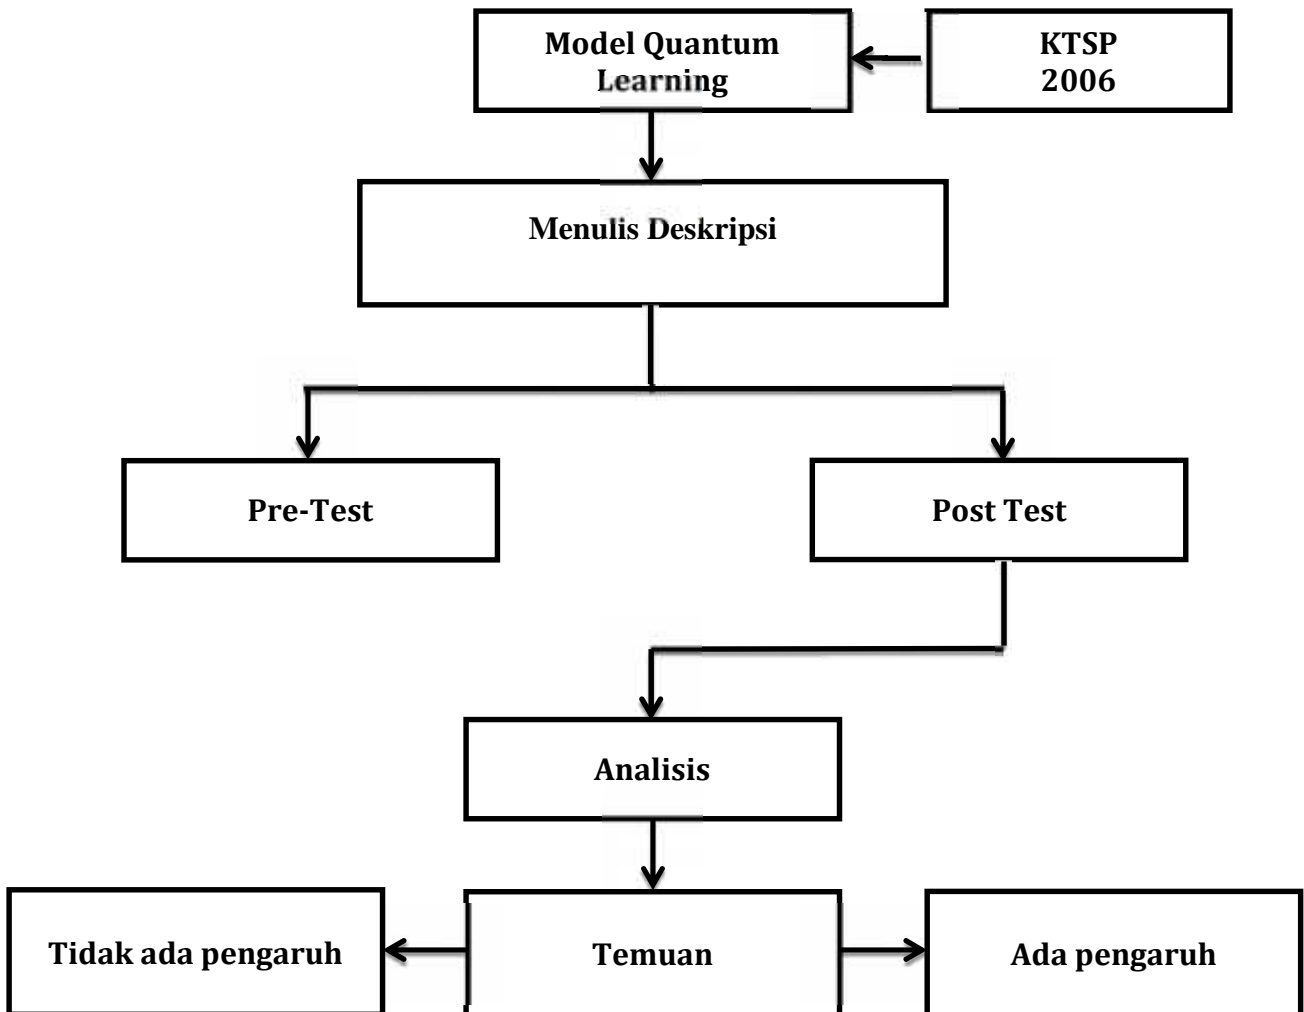 Model Quantum
Learning
KTSP
2006
Menulis Deskripsi
Pre-Test
Post Test
Analisis
Tidak ada pengaruh
Temuan
Ada pengaruh